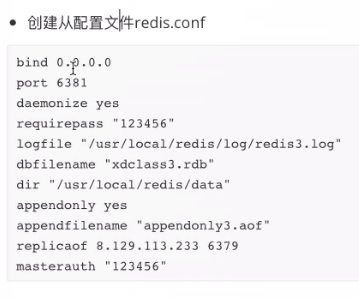 创建从配置文件redis.conf
bind 0.0.0.0
port 6381
daemonize yes
requirepass "123456"
logfile "/usr/local/redis/log/redis3.log"
dbfilename "xdclass3.rdb"
dir "/usr/local/redis/data"
appendonly yes
appendfilename "appendonly3.aof"
replicaof 8.129.113.233 6379
masterauth "123456"